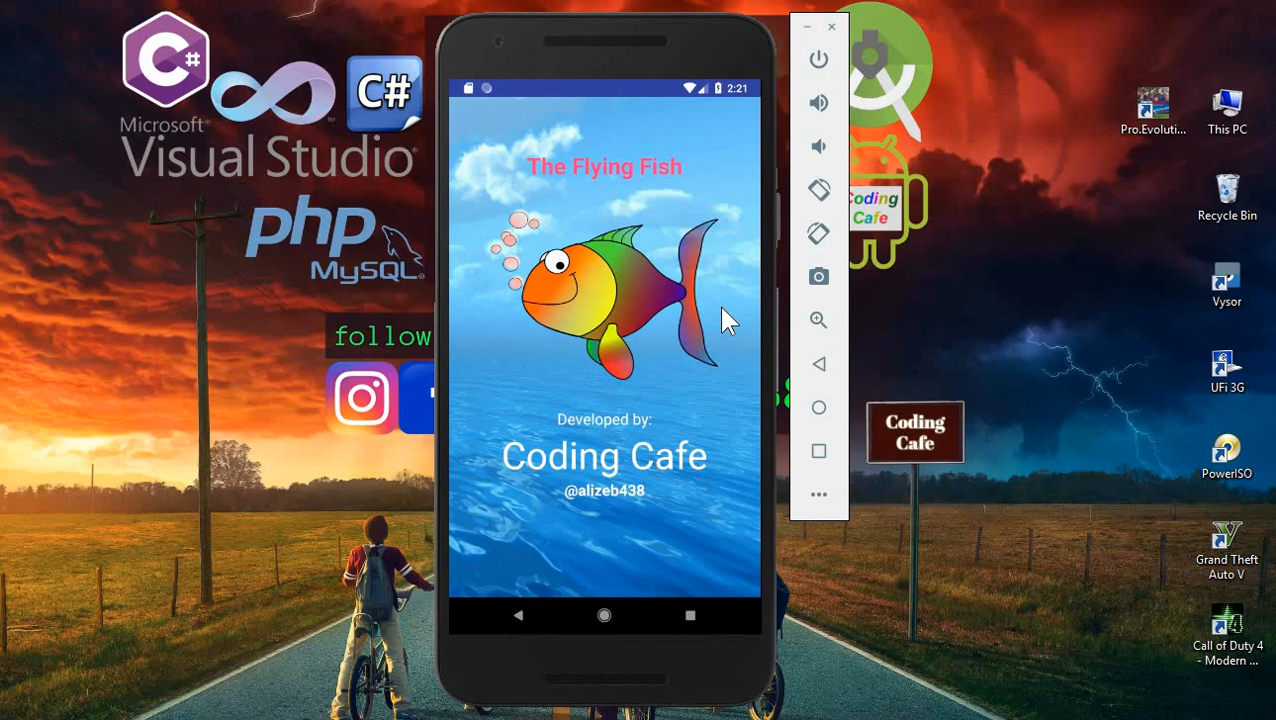 Microsoft®
Visual Studio®
C#
C#
php
MySQL®
follow
2:21
The Flying Fish
Developed by:
Coding Cafe
@alizeb438
Coding
Cafe
Coding
Cafe
Pro.Evoluti...
This PC
Recycle Bin
Vysor
UFi 3G
PowerISO
Grand Theft
Auto V
Call of Duty 4
- Modern ...